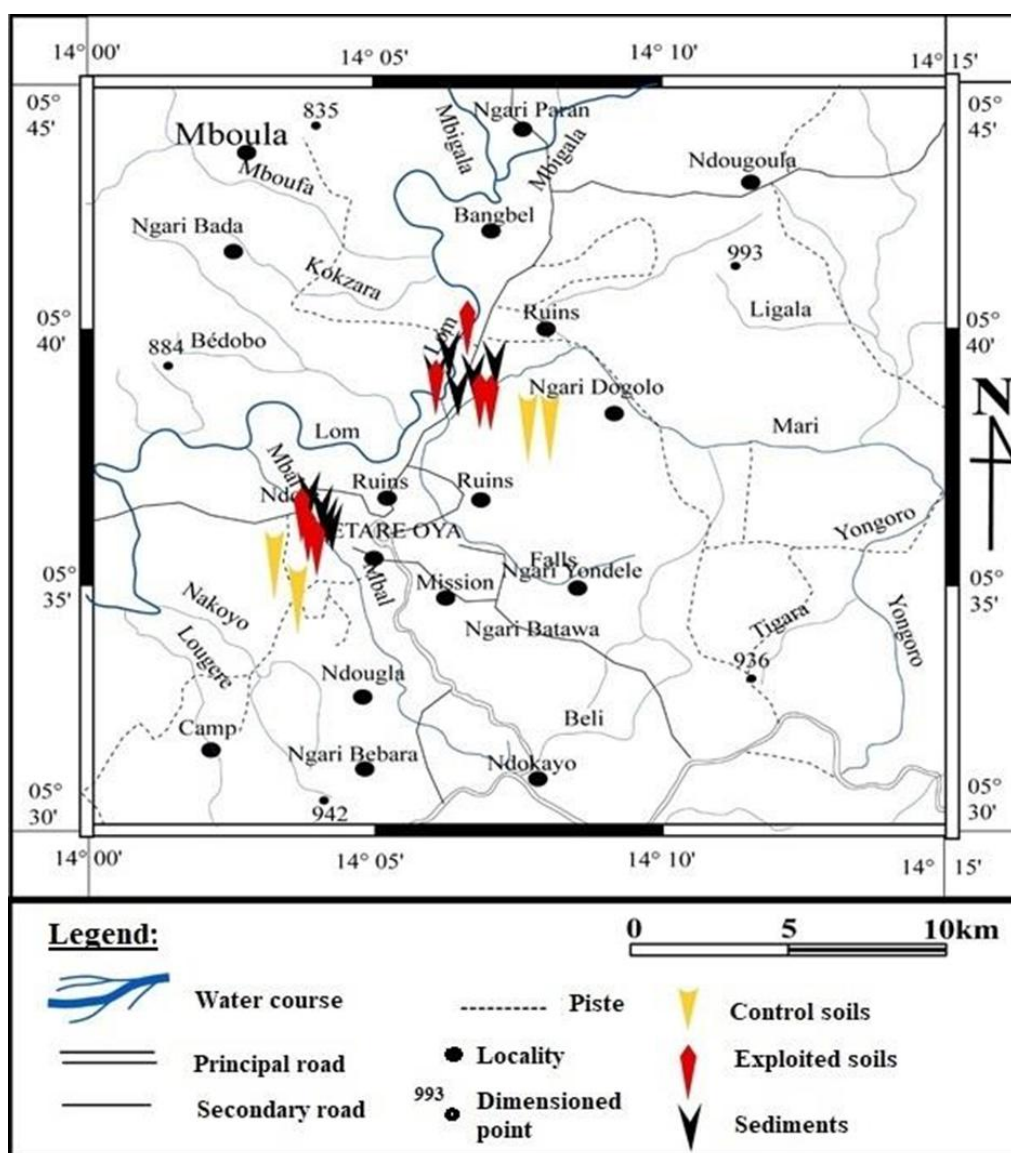 14° 00'
14° 05'
14° 10'
14° 15'
05°
45'
05°
45'
835
Ngari Paran
Mboula
Mbigala
Mbigala
Ndougoula
Mboufa
Bangbel
Ngari Bada
993
Kokzara
Ligala
05°
40'
Ruins
05°
40'
Lom
884
Bédobo
Ngari Dogolo
N
Lom
Mari
Mbal
Ruins
Ruins
ETARE OYA
Yongoro
Falls
05°
35'
Mbal
Mission
Ngari Yondele
05°
35'
Nakoyo
Ngari Batawa
Tigara
Yongoro
Lougere
936
Ndougla
Camp
Beli
Ngari Bebara
Ndokayo
05°
30'
942
05°
30'
14° 00'
14° 05'
14° 10'
14° 15'
Legend:
0 5 10km
Water course
Piste
Control soils
Principal road
Locality
Exploited soils
Secondary road
993
Dimensioned
point
Sediments